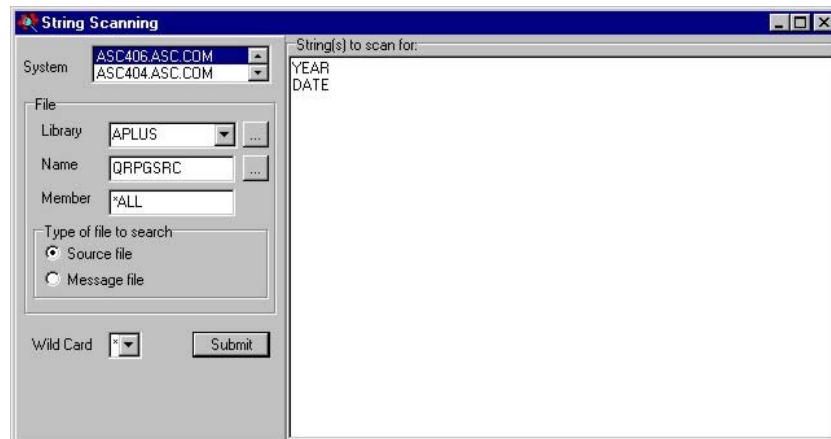 String Scanning
System
ASC406.ASC.COM
ASC404.ASC.COM
File
Library APLUS ...
Name QRPGSRC ...
Member *ALL
Type of file to search
Source file
Message file
Wild Card * Submit
String(s) to scan for:
YEAR
DATE